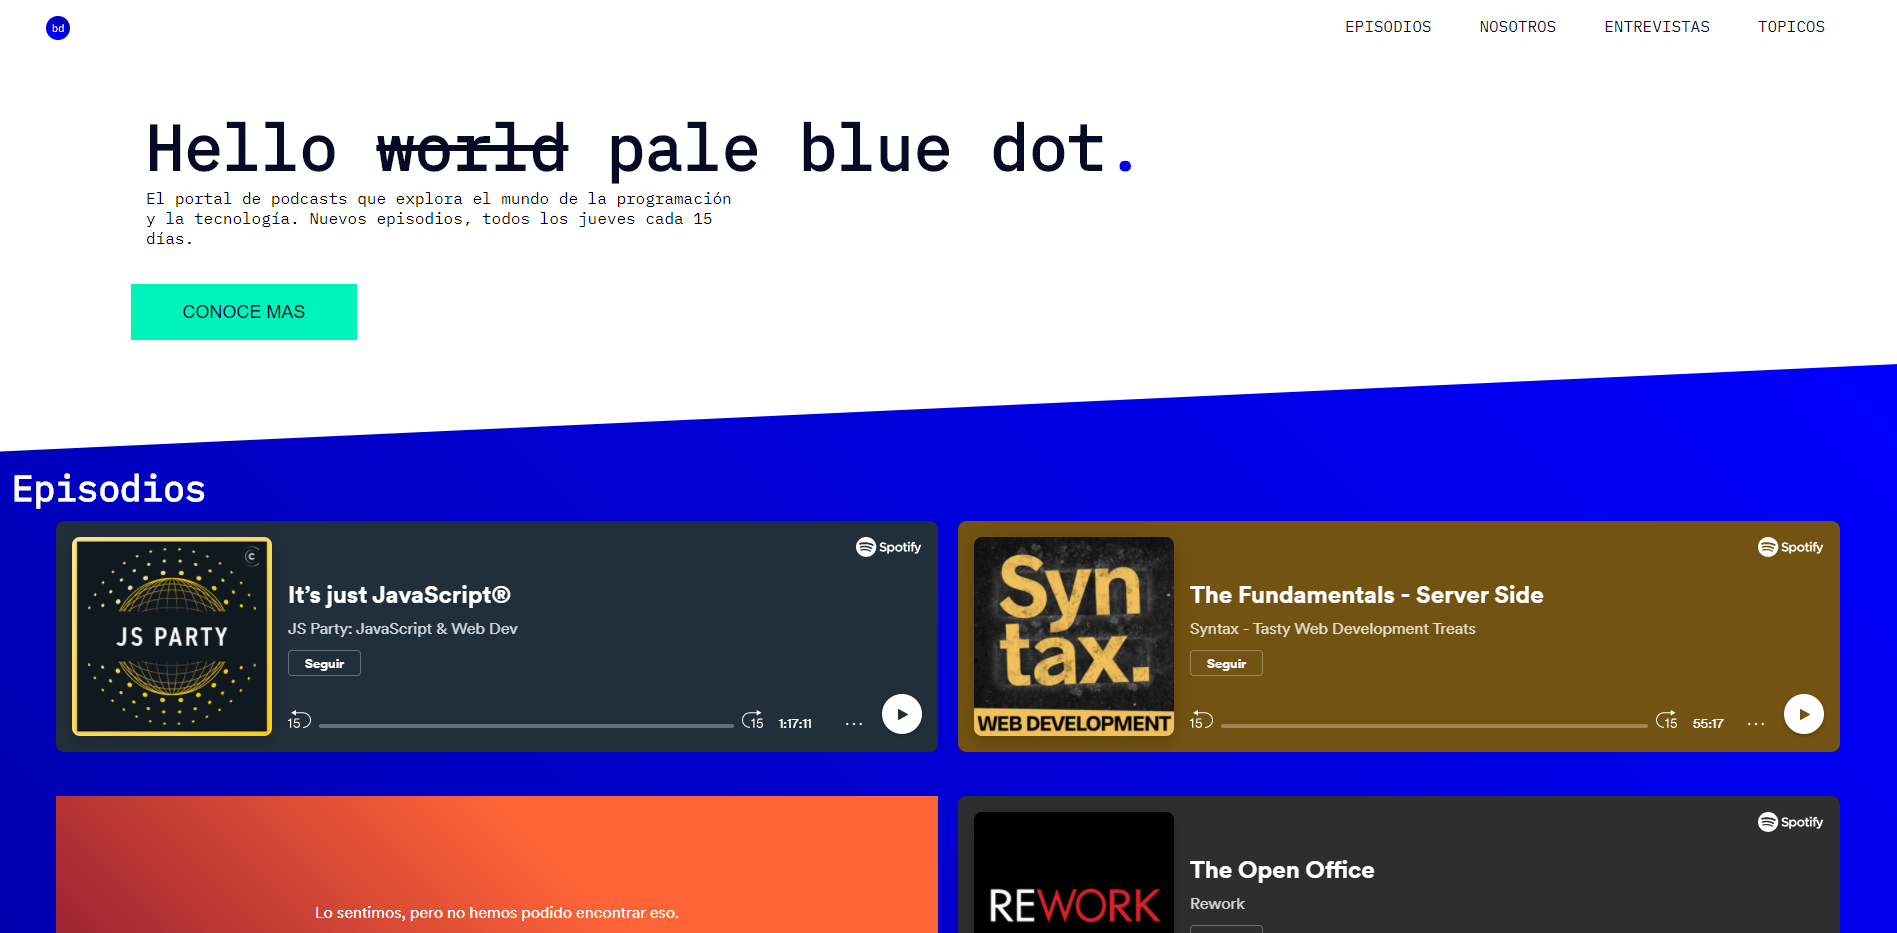 bd
EPISODIOS NOSOTROS ENTREVISTAS TOPICOS
Hello world pale blue dot.
El portal de podcasts que explora el mundo de la programación
y la tecnología. Nuevos episodios, todos los jueves cada 15
días.
CONOCE MAS
Episodios
C
JS PARTY
Spotify
It's just JavaScript®
JS Party: JavaScript & Web Dev
Seguir
15 15 1:17:11 ...
Syn
tax.
WEB DEVELOPMENT
Spotify
The Fundamentals - Server Side
Syntax - Tasty Web Development Treats
Seguir
15 15 55:17 ...
Lo sentimos, pero no hemos podido encontrar eso.
REWORK
Spotify
The Open Office
Rework